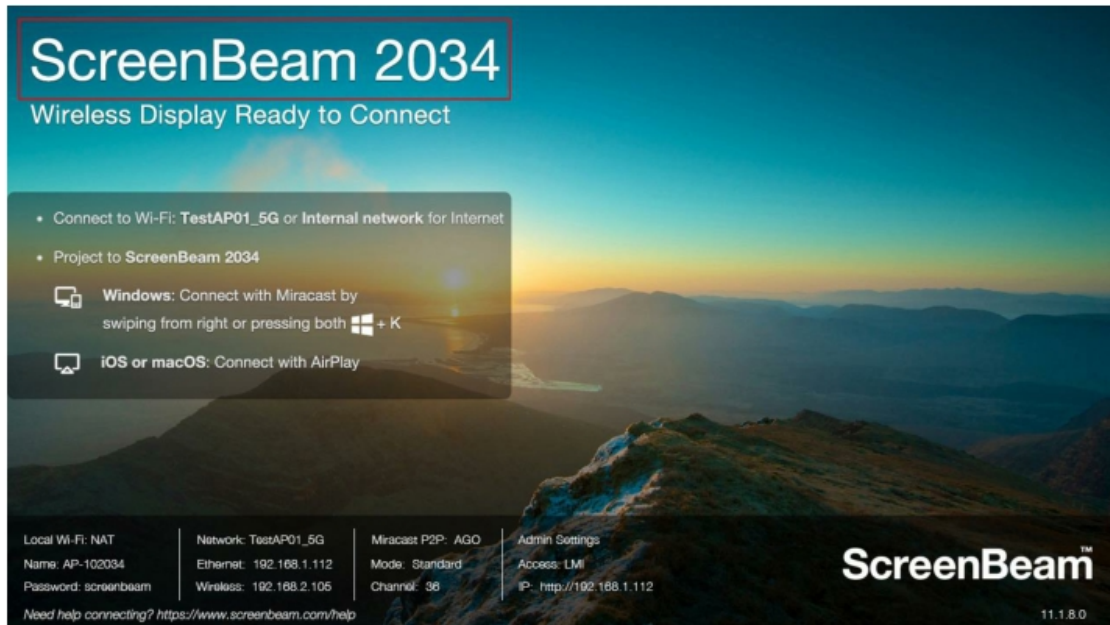 ScreenBeam 2034
Wireless Display Ready to Connect
• Connect to Wi-Fi: TestAP01_5G or Internal network for Internet
• Project to ScreenBeam 2034
Windows: Connect with Miracast by
swiping from right or pressing both + K
iOS or macOS: Connect with AirPlay
Local Wi-Fi: NAT
Name: AP-102034
Password: screenbeam
Network: TestAP01_5G
Ethernet: 192.168.1.112
Wireless: 192.168.2.105
Miracast P2P: AGO
Mode: Standard
Channel: 36
Admin Settings
Access: LMI
IP: http://192.168.1.112
ScreenBeam™
Need help connecting? https://www.screenbeam.com/help
11.1.8.0